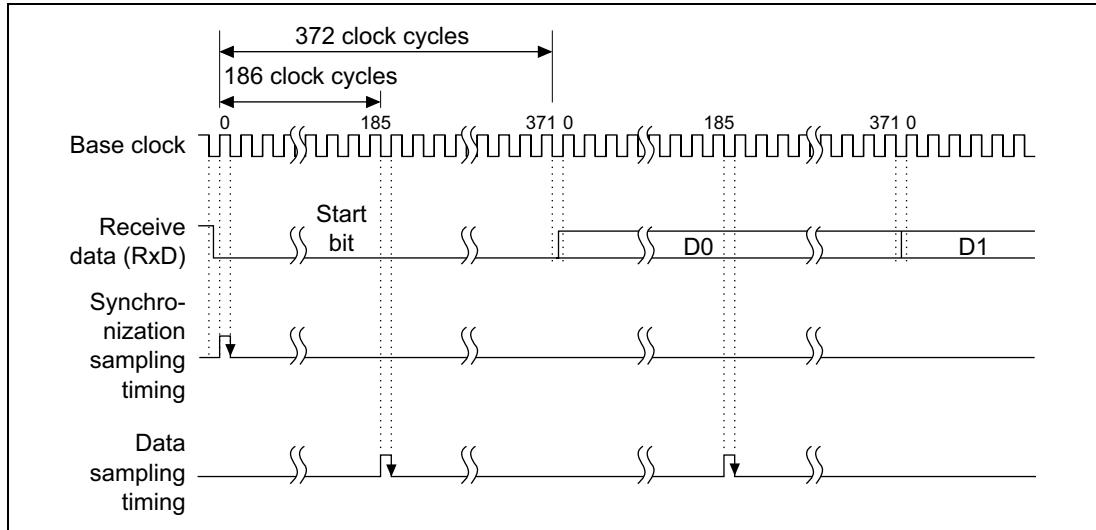 372 clock cycles
186 clock cycles
0 185 371 0 185 371 0
Base clock
Receive
data (RxD)
Start
bit
D0 D1
Synchro-
nization
sampling
timing
Data
sampling
timing